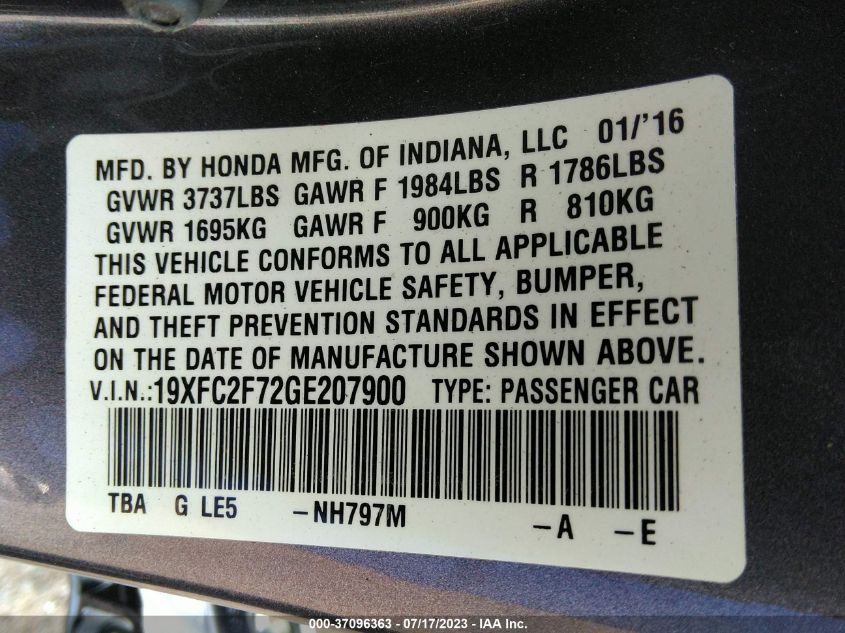 MFD. BY HONDA MFG. OF INDIANA, LLC 01/'16
GVWR 3737LBS GAWR F 1984LBS R 1786LBS
GVWR 1695KG GAWR F 900KG R 810KG
THIS VEHICLE CONFORMS TO ALL APPLICABLE
FEDERAL MOTOR VEHICLE SAFETY, BUMPER,
AND THEFT PREVENTION STANDARDS IN EFFECT
ON THE DATE OF MANUFACTURE SHOWN ABOVE.
V.I.N.:19XFC2F72GE207900 TYPE: PASSENGER CAR
TBA G LE5 -NH797M -A -E
000-37096363 - 07/17/2023 - IAA Inc.